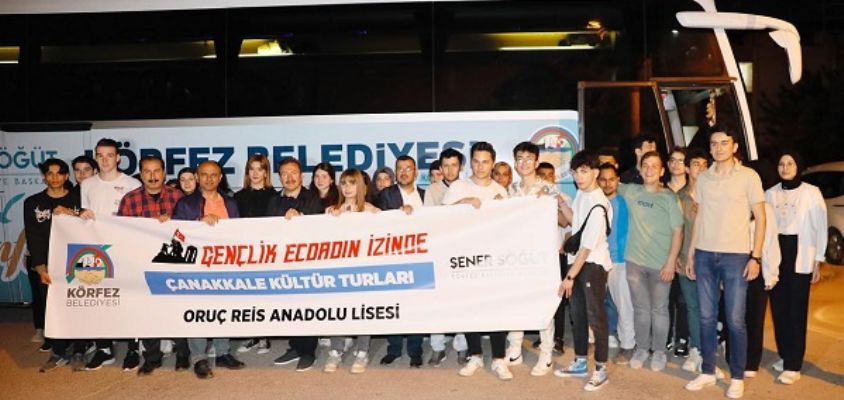 KÖRFEZ BELEDİYESİ
GENÇLİK ECDADIN İZİNDE
ÇANAKKALE KÜLTÜR TURLARI
ORUÇ REİS ANADOLU LİSESİ
ŞENER SÖĞÜT
KÖRFEZ
BELEDİYESİ